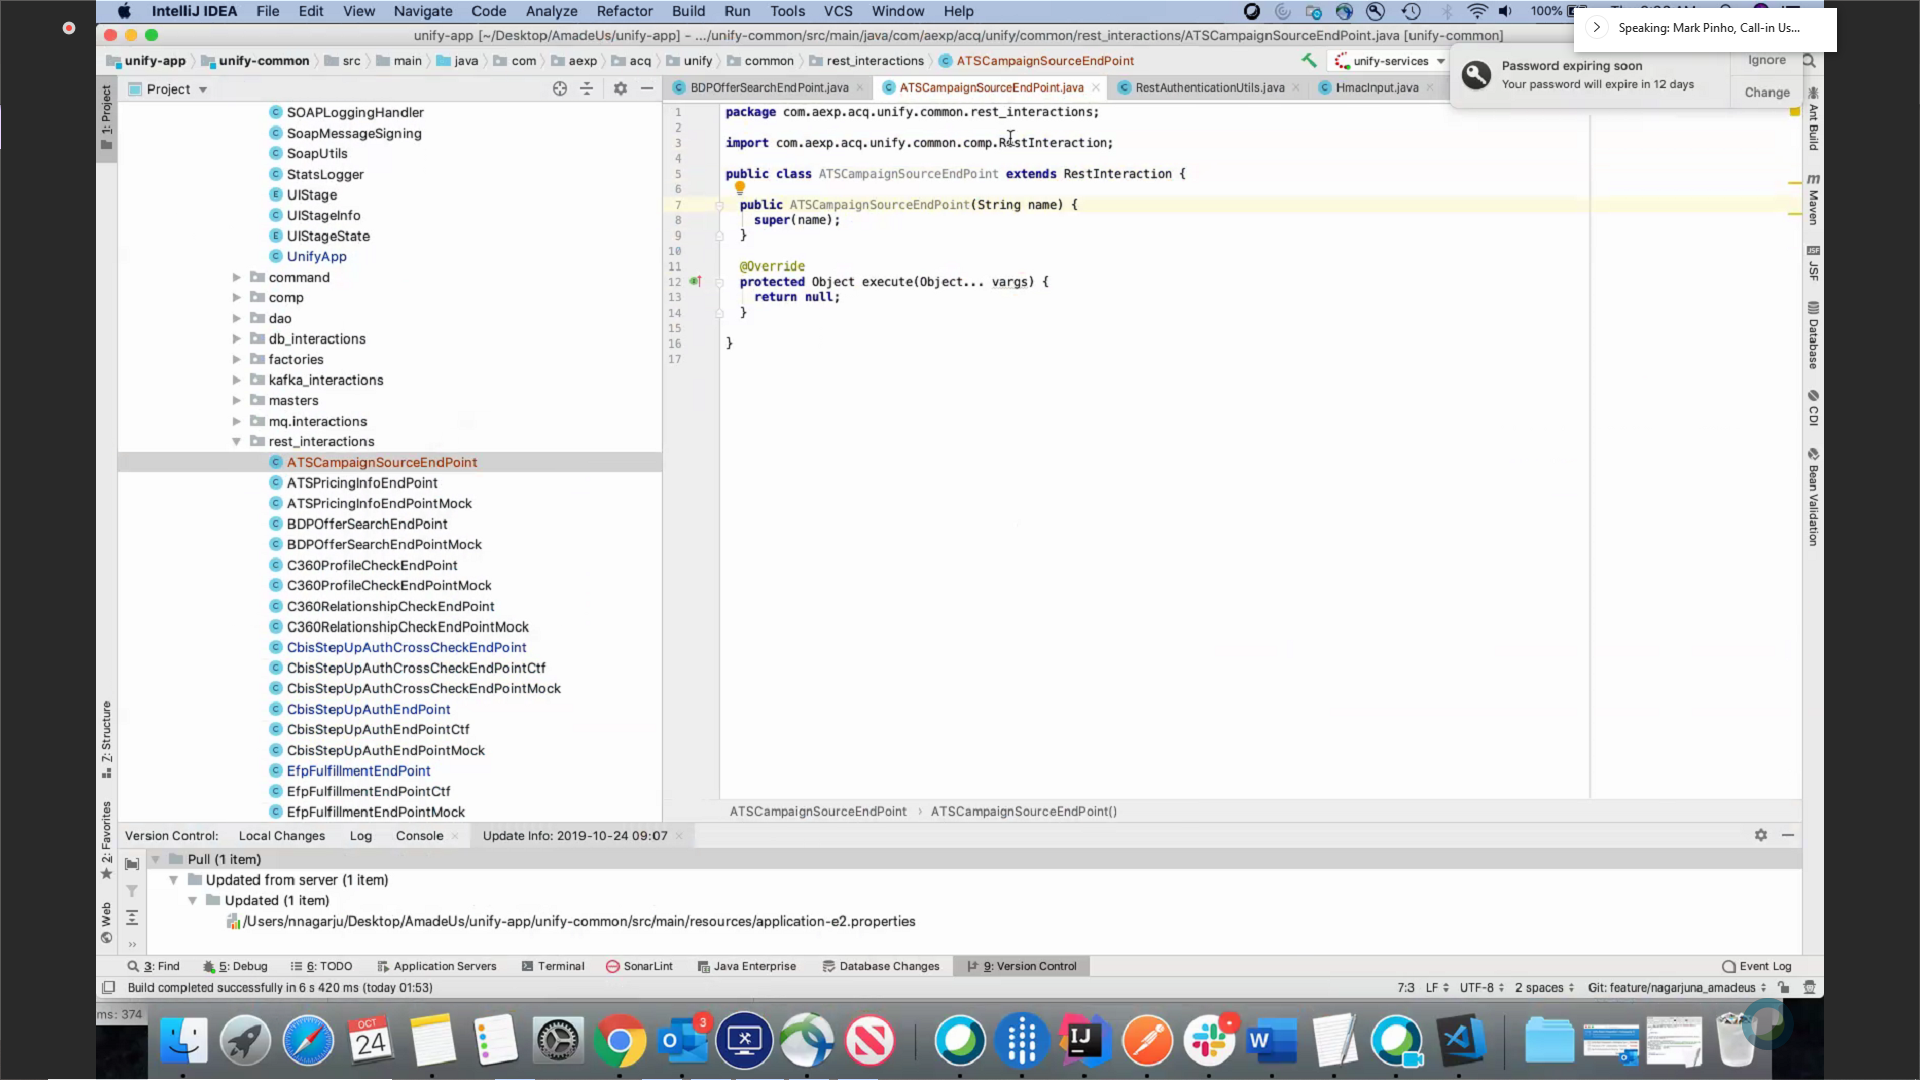 IntelliJ IDEA File Edit View Navigate Code Analyze Refactor Build Run Tools VCS Window Help
100%
Speaking: Mark Pinho, Call-in Us...
unify-app [~/Desktop/AmadeUs/unify-app] – .../unify-common/src/main/java/com/aexp/acq/unify/common/rest_interactions/ATSCampaignSourceEndPoint.java [unify-common]
unify-app unify-common src main java com aexp acq unify common rest_interactions ATSCampaignSourceEndPoint
unify-services
Password expiring soon
Your password will expire in 12 days
Ignore
Change
Project
BDPOfferSearchEndPoint.java
ATSCampaignSourceEndPoint.java
RestAuthenticationUtils.java
HmacInput.java
1: Project
SOAPLoggingHandler
SoapMessageSigning
SoapUtils
StatsLogger
UIStage
UIStageInfo
UIStageState
UnifyApp
command
comp
dao
db_interactions
factories
kafka_interactions
masters
mq.interactions
rest_interactions
ATSCampaignSourceEndPoint
ATSPricingInfoEndPoint
ATSPricingInfoEndPointMock
BDPOfferSearchEndPoint
BDPOfferSearchEndPointMock
C360ProfileCheckEndPoint
C360ProfileCheckEndPointMock
C360RelationshipCheckEndPoint
C360RelationshipCheckEndPointMock
CbisStepUpAuthCrossCheckEndPoint
CbisStepUpAuthCrossCheckEndPointCtf
CbisStepUpAuthCrossCheckEndPointMock
CbisStepUpAuthEndPoint
CbisStepUpAuthEndPointCtf
CbisStepUpAuthEndPointMock
EfpFulfillmentEndPoint
EfpFulfillmentEndPointCtf
EfpFulfillmentEndPointMock
1 package com.aexp.acq.unify.common.rest_interactions;
2
3 import com.aexp.acq.unify.common.comp.RestInteraction;
4
5 public class ATSCampaignSourceEndPoint extends RestInteraction {
6
7 public ATSCampaignSourceEndPoint(String name) {
8 super(name);
9 }
10
11 @Override
12 protected Object execute(Object... vargs) {
13 return null;
14 }
15
16 }
17
ATSCampaignSourceEndPoint › ATSCampaignSourceEndPoint()
Ant Build
Maven
JSF
JSF
Database
CDI
Bean Validation
7: Structure
2: Favorites
Web
Version Control: Local Changes Log Console Update Info: 2019-10-24 09:07
Pull (1 item)
Updated from server (1 item)
Updated (1 item)
/Users/nnagarju/Desktop/AmadeUs/unify-app/unify-common/src/main/resources/application-e2.properties
3: Find 5: Debug 6: TODO Application Servers Terminal SonarLint Java Enterprise Database Changes 9: Version Control Event Log
Build completed successfully in 6 s 420 ms (today 01:53)
7:3 LF UTF-8 2 spaces Git: feature/nagarjuna_amadeus
ms: 374
OCT
24
3
IJ
W